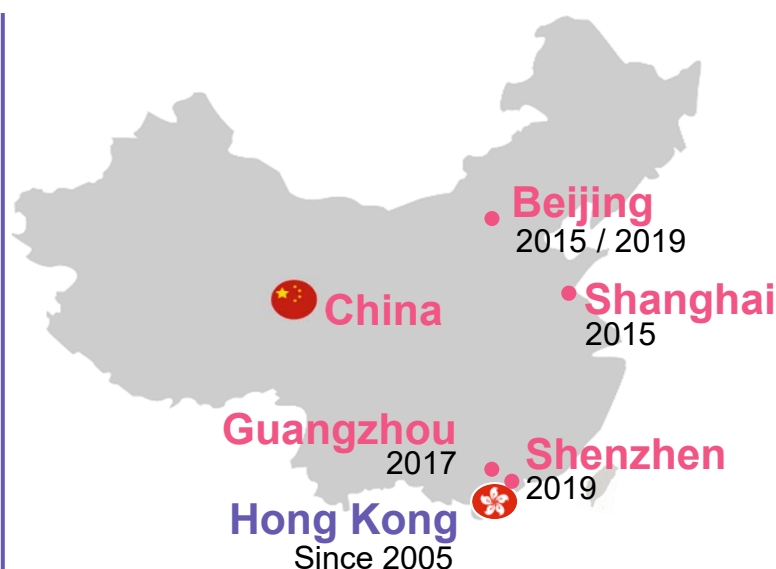 Beijing
2015 / 2019
China
Shanghai
2015
Guangzhou
2017
Shenzhen
2019
Hong Kong
Since 2005